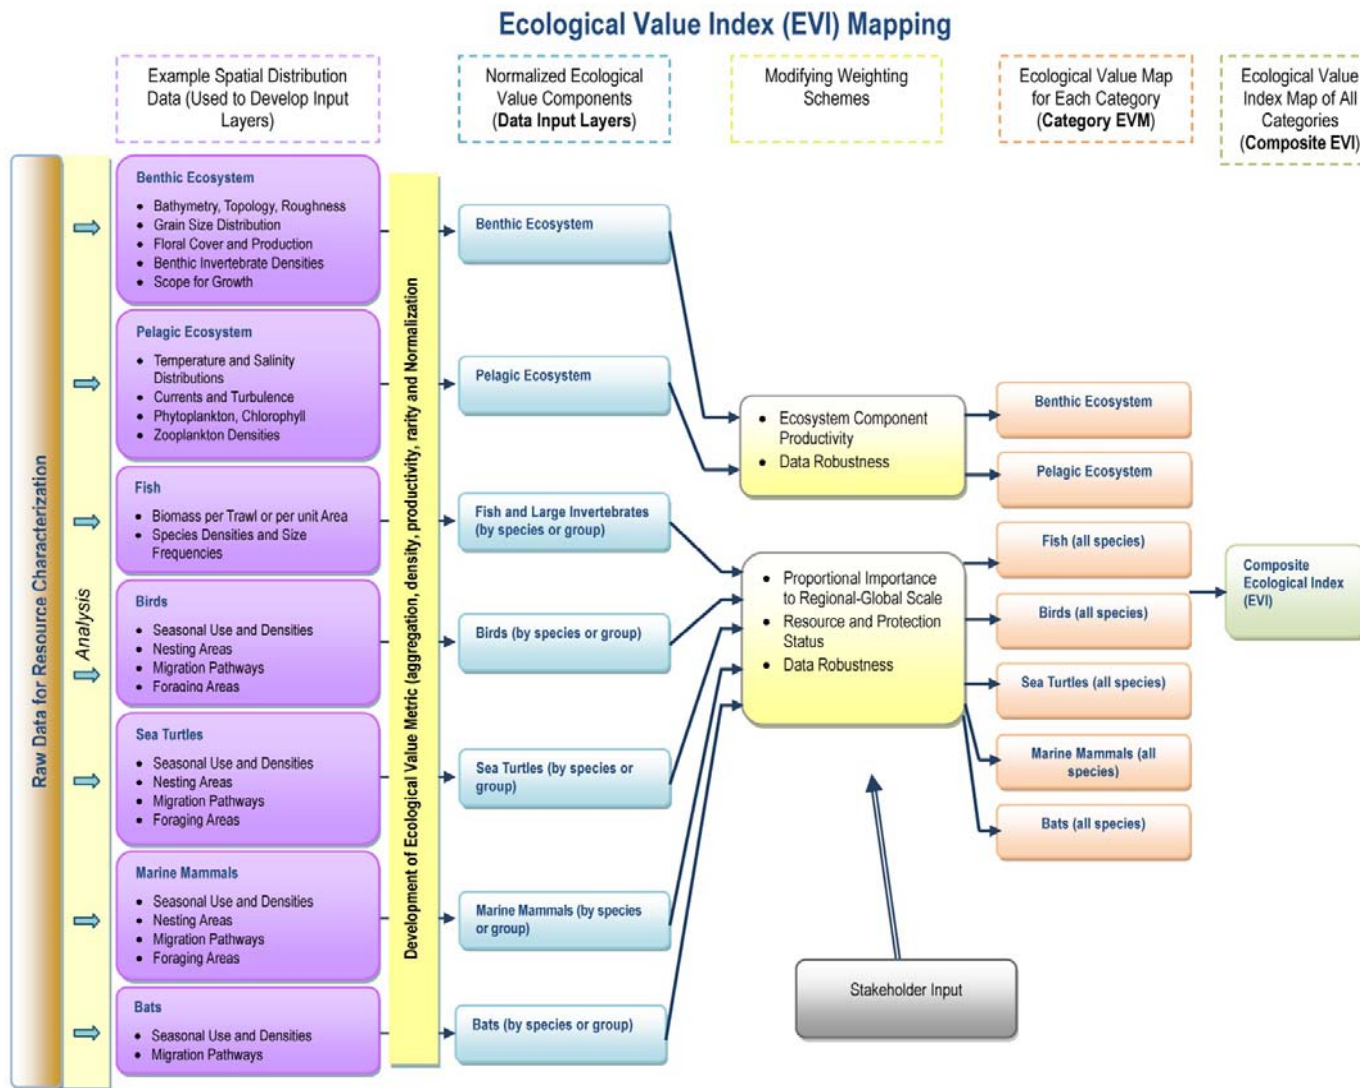 Ecological Value Index (EVI) Mapping
Example Spatial Distribution
Data (Used to Develop Input
Layers)
Normalized Ecological
Value Components
(Data Input Layers)
Modifying Weighting
Schemes
Ecological Value Map
for Each Category
(Category EVM)
Ecological Value
Index Map of All
Categories
(Composite EVI)
Raw Data for Resource Characterization
Analysis
Benthic Ecosystem
• Bathymetry, Topology, Roughness
• Grain Size Distribution
• Floral Cover and Production
• Benthic Invertebrate Densities
• Scope for Growth
Pelagic Ecosystem
• Temperature and Salinity
Distributions
• Currents and Turbulence
• Phytoplankton, Chlorophyll
• Zooplankton Densities
Fish
• Biomass per Trawl or per unit Area
• Species Densities and Size
Frequencies
Birds
• Seasonal Use and Densities
• Nesting Areas
• Migration Pathways
• Foraging Areas
Sea Turtles
• Seasonal Use and Densities
• Nesting Areas
• Migration Pathways
• Foraging Areas
Marine Mammals
• Seasonal Use and Densities
• Nesting Areas
• Migration Pathways
• Foraging Areas
Bats
• Seasonal Use and Densities
• Migration Pathways
Development of Ecological Value Metric (aggregation, density, productivity, rarity and Normalization
Benthic Ecosystem
Pelagic Ecosystem
Fish and Large Invertebrates
(by species or group)
Birds (by species or group)
Sea Turtles (by species or
group)
Marine Mammals (by species
or group)
Bats (by species or group)
• Ecosystem Component
Productivity
• Data Robustness
• Proportional Importance
to Regional-Global Scale
• Resource and Protection
Status
• Data Robustness
Stakeholder Input
Benthic Ecosystem
Pelagic Ecosystem
Fish (all species)
Birds (all species)
Sea Turtles (all species)
Marine Mammals (all
species)
Bats (all species)
Composite
Ecological Index
(EVI)